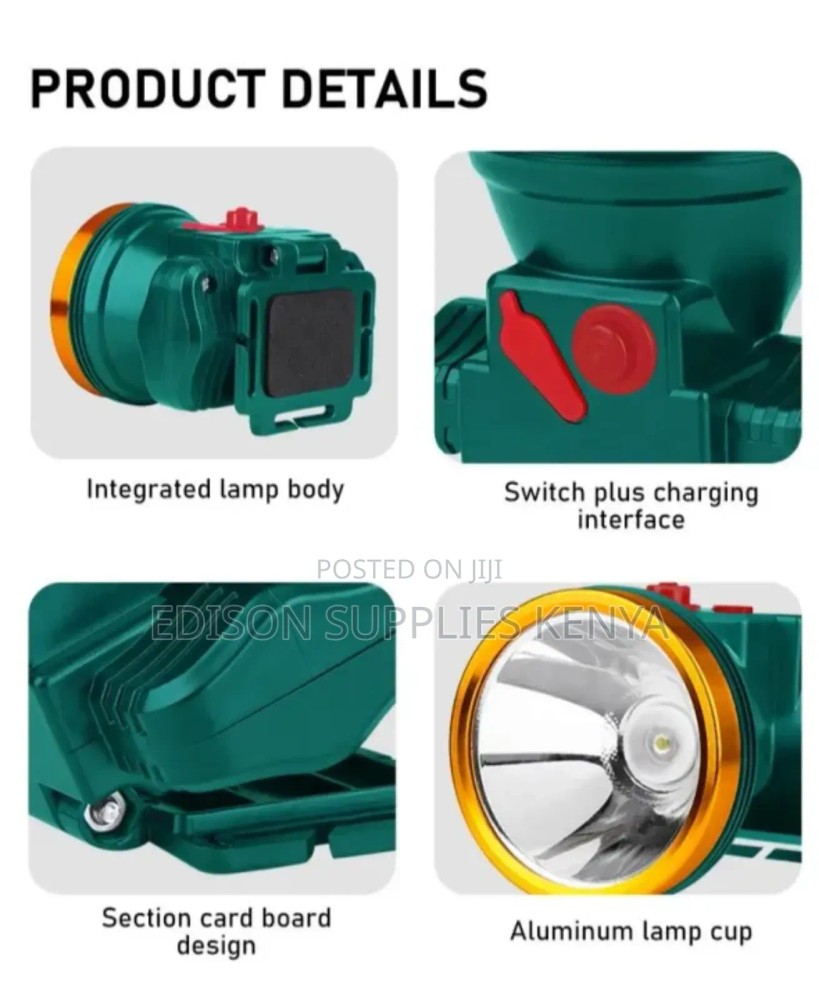 PRODUCT DETAILS
Integrated lamp body
Switch plus charging
interface
POSTED ON JIJI
EDISON SUPPLIES KENYA
Section card board
design
Aluminum lamp cup